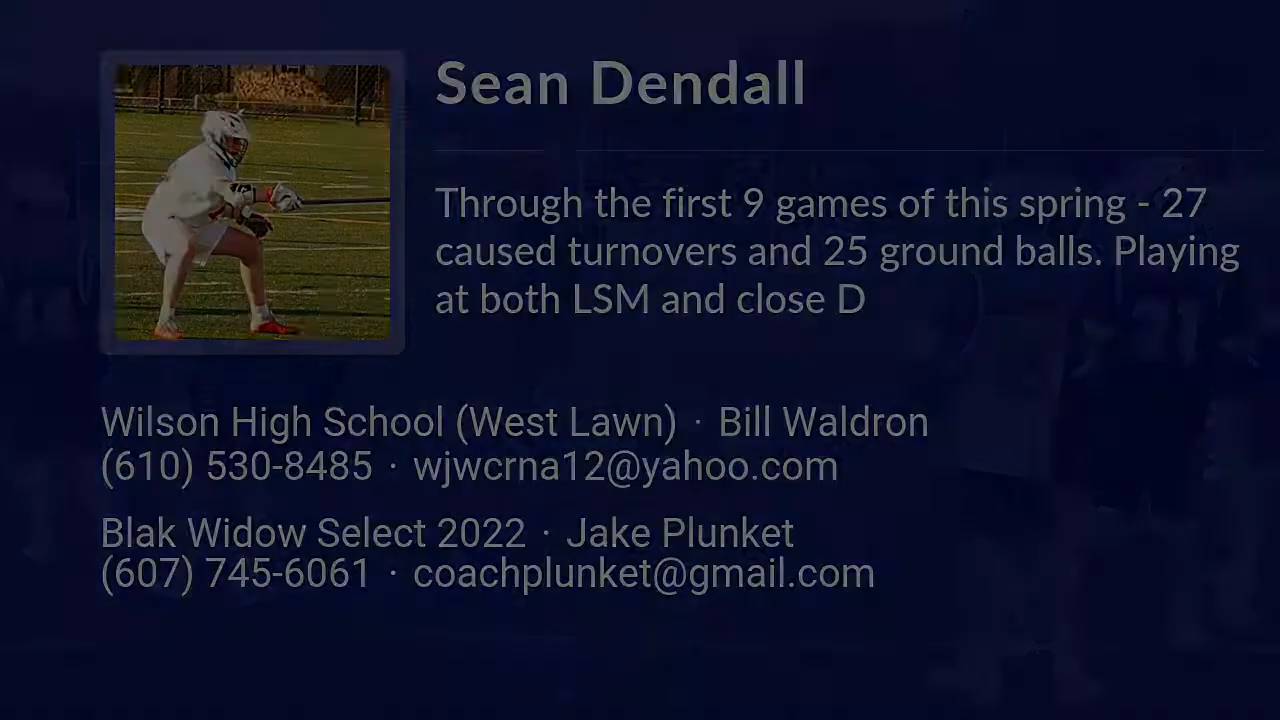 Sean Dendall
Through the first 9 games of this spring - 27
caused turnovers and 25 ground balls. Playing
at both LSM and close D
Wilson High School (West Lawn) · Bill Waldron
(610) 530-8485 · wjwcrna12@yahoo.com
Blak Widow Select 2022 · Jake Plunket
(607) 745-6061 · coachplunket@gmail.com